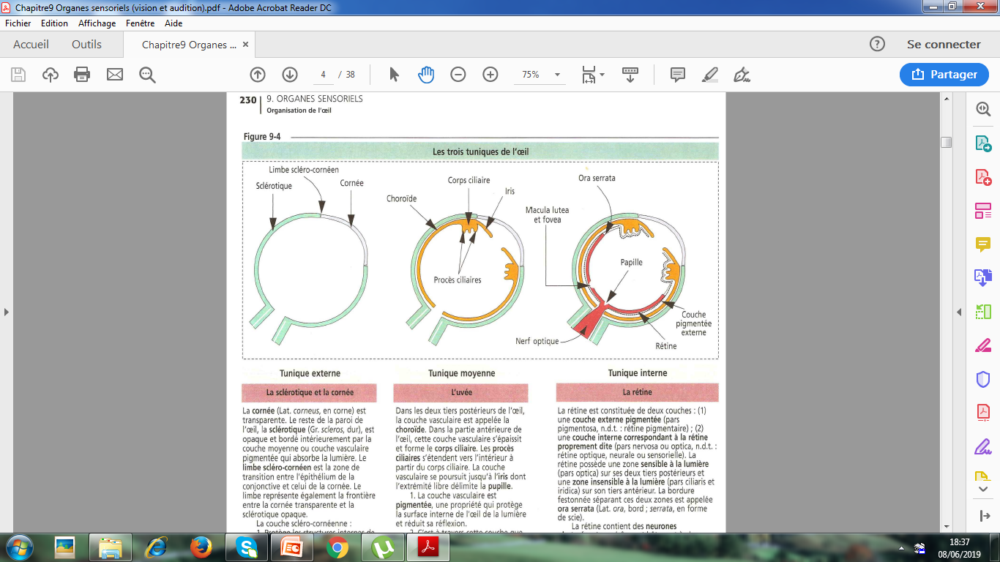 Chapitre9 Organes sensoriels (vision et audition).pdf - Adobe Acrobat Reader DC
Fichier Edition Affichage Fenêtre Aide
Accueil Outils Chapitre9 Organes ... × Se connecter
4 / 38 75% Partager
230 9. ORGANES SENSORIELS
Organisation de l'œil
Figure 9-4
Les trois tuniques de l'œil
Limbe scléro-cornéen
Sclérotique
Cornée
Corps ciliaire
Iris
Choroïde
Procès ciliaires
Ora serrata
Macula lutea
et fovea
Papille
Couche
pigmentée
externe
Nerf optique
Rétine
Tunique externe
La sclérotique et la cornée
La cornée (Lat. corneus, en corne) est
transparente. Le reste de la paroi de
l'œil, la sclérotique (Gr. scleros, dur), est
opaque et bordé intérieurement par la
couche moyenne ou couche vasculaire
pigmentée qui absorbe la lumière. Le
limbe scléro-cornéen est la zone de
transition entre l'épithélium de la
conjonctive et celui de la cornée. Le
limbe représente également la frontière
entre la cornée transparente et la
sclérotique opaque.
La couche scléro-cornéenne :
1. Protège les structures internes de
Tunique moyenne
L'uvée
Dans les deux tiers postérieurs de l'œil,
la couche vasculaire est appelée la
choroïde. Dans la partie antérieure de
l'œil, cette couche vasculaire s'épaissit
et forme le corps ciliaire. Les procès
ciliaires s'étendent vers l'intérieur à
partir du corps ciliaire. La couche
vasculaire se poursuit jusqu'à l'iris dont
l'extrémité libre délimite la pupille.
1. La couche vasculaire est
pigmentée, une propriété qui protège
la surface interne de l'œil de la lumière
et réduit sa réflexion.
2. C'est à travers cette couche que
Tunique interne
La rétine
La rétine est constituée de deux couches : (1)
une couche externe pigmentée (pars
pigmentosa, n.d.t. : rétine pigmentaire) ; (2)
une couche interne correspondant à la rétine
proprement dite (pars nervosa ou optica, n.d.t. :
rétine optique, neurale ou sensorielle). La
rétine possède une zone sensible à la lumière
(pars optica) sur ses deux tiers postérieurs et
une zone insensible à la lumière (pars ciliaris et
iridica) sur son tiers antérieur. La bordure
festonnée séparant ces deux zones est appelée
ora serrata (Lat. ora, bord ; serrata, en forme
de scie).
La rétine contient des neurones
18:37
08/06/2019